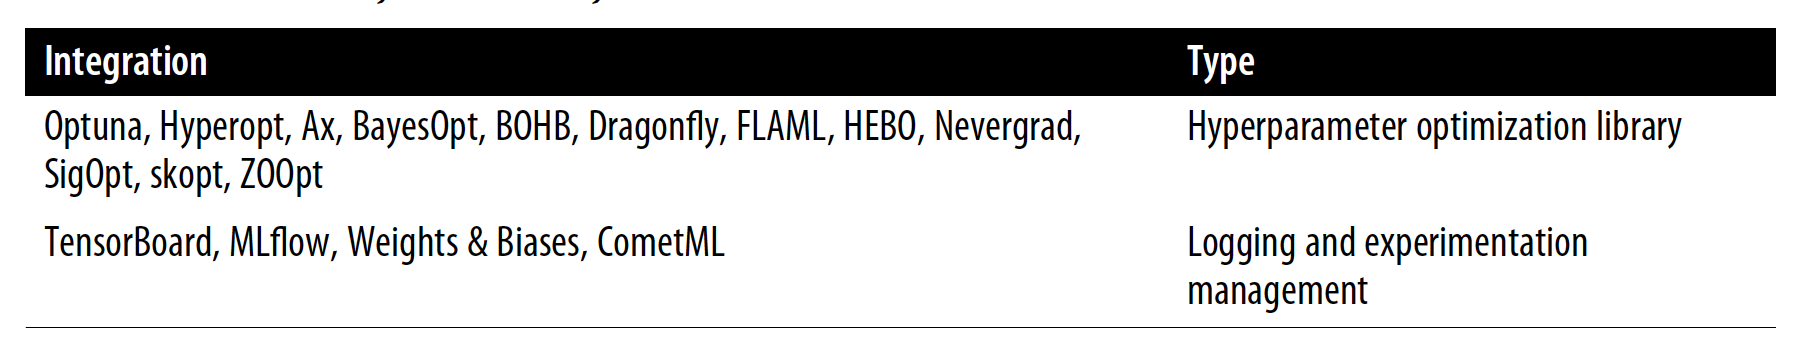 Integration Type
Optuna, Hyperopt, Ax, BayesOpt, BOHB, Dragonfly, FLAML, HEBO, Nevergrad, Hyperparameter optimization library
SigOpt, skopt, ZOOpt
TensorBoard, MLflow, Weights & Biases, CometML Logging and experimentation
management